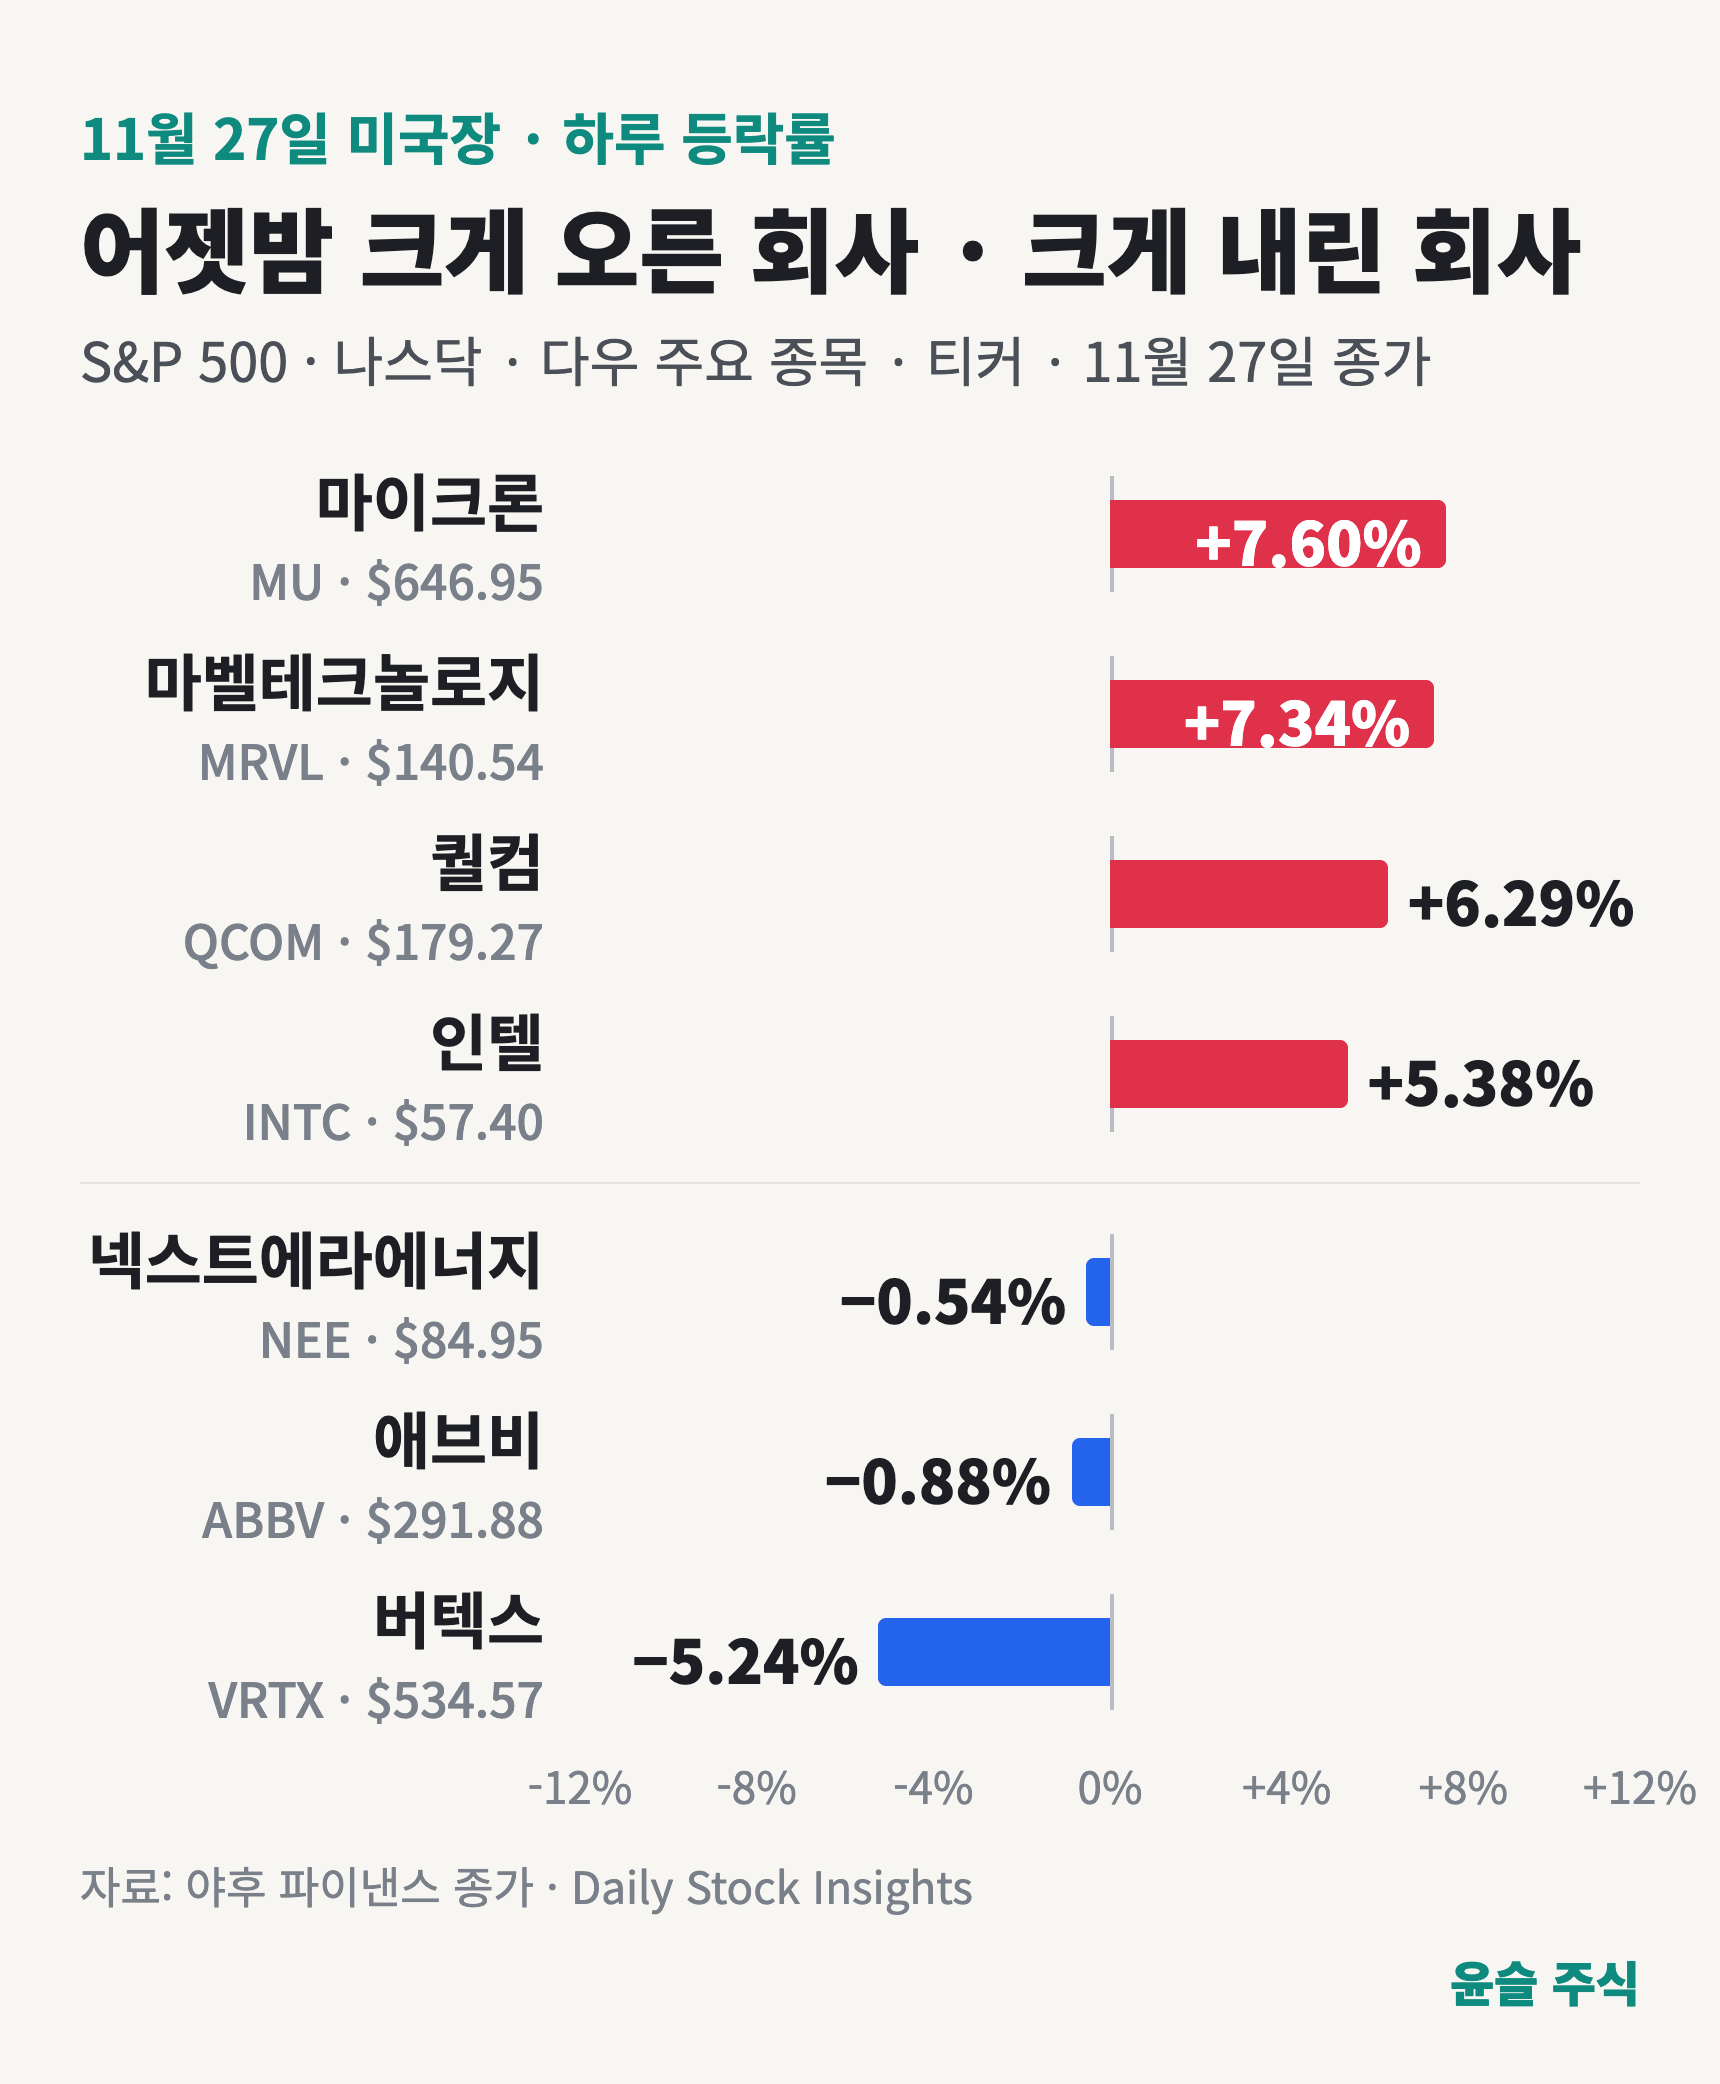 11월 27일 미국장 · 하루 등락률
어젯밤 크게 오른 회사 · 크게 내린 회사
S&P 500 · 나스닥 · 다우 주요 종목 · 티커 · 11월 27일 종가
마이크론
+7.60%
MU · $646.95
마벨테크놀로지
+7.34%
MRVL · $140.54
퀄컴
+6.29%
QCOM · $179.27
인텔
+5.38%
INTC · $57.40
넥스트에라에너지
−0.54%
NEE · $84.95
애브비
−0.88%
ABBV · $291.88
버텍스
−5.24%
VRTX · $534.57
-12% -8% -4% 0% +4% +8% +12%
자료: 야후 파이낸스 종가 · Daily Stock Insights
윤슬 주식